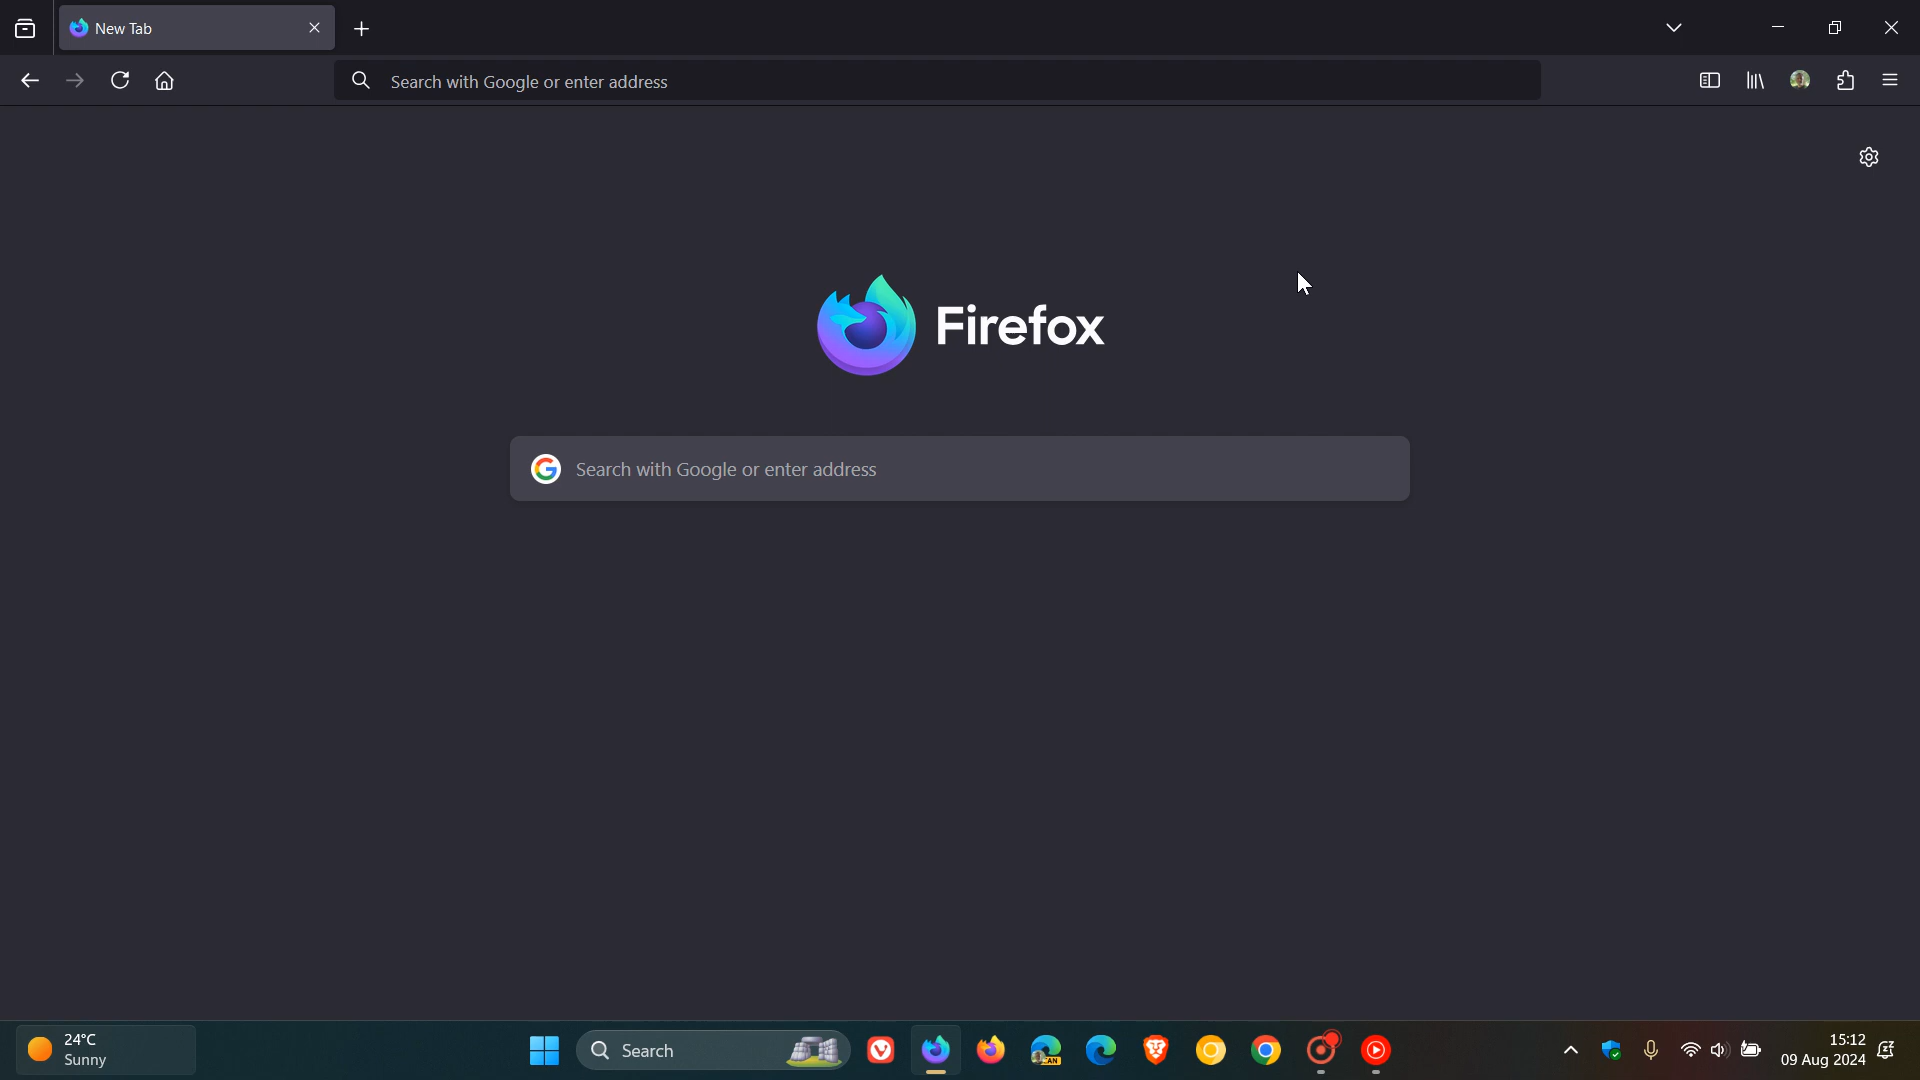 New Tab
Search with Google or enter address
Firefox
Search with Google or enter address
24°C
Sunny
Search
CAN
15:12
09 Aug 2024